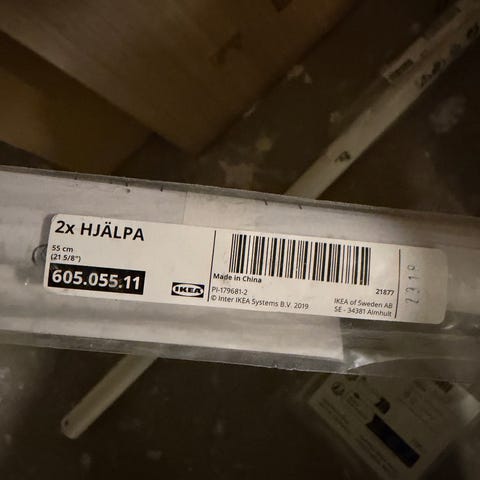 2x HJÄLPA
55 cm
(21 5/8")
605.055.11
IKEA
Made in China
PI-179681-2
© Inter IKEA Systems B.V. 2019
21877
IKEA of Sweden AB
SE - 34381 Älmhult
2319